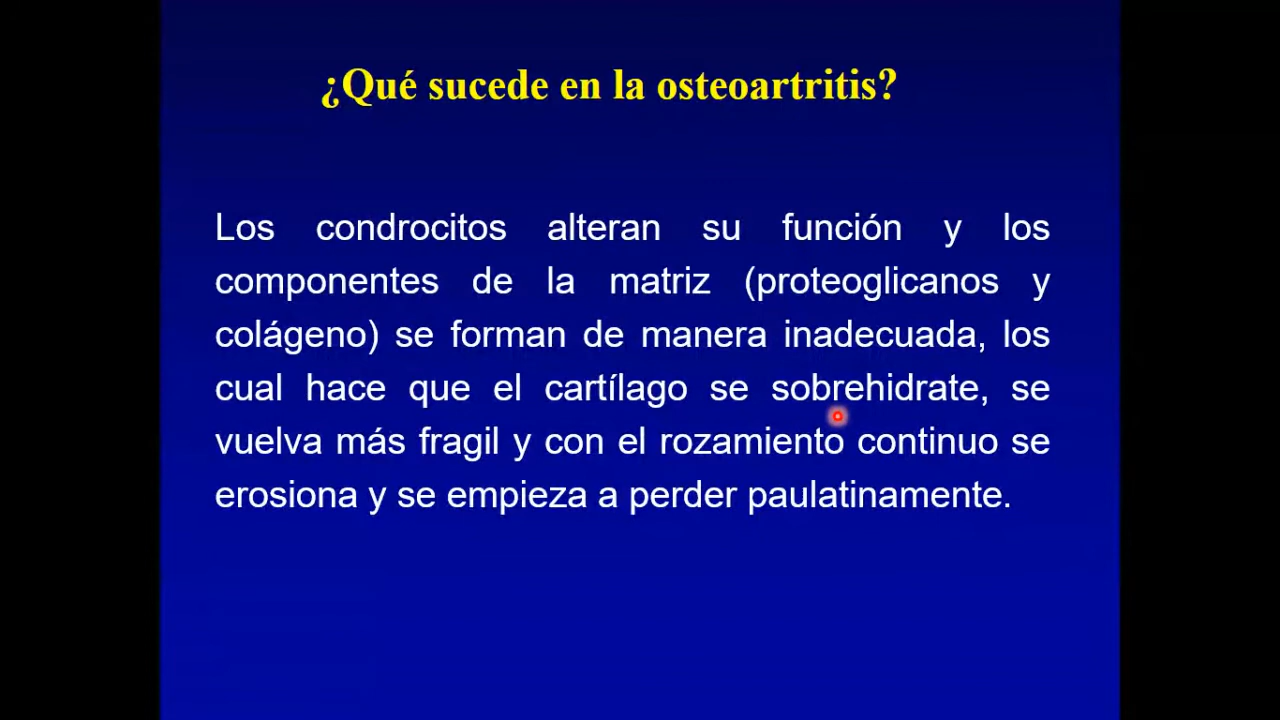 ¿Qué sucede en la osteoartritis?
Los condrocitos alteran su función y los
componentes de la matriz (proteoglicanos y
colágeno) se forman de manera inadecuada, los
cual hace que el cartílago se sobrehidrate, se
vuelva más fragil y con el rozamiento continuo se
erosiona y se empieza a perder paulatinamente.